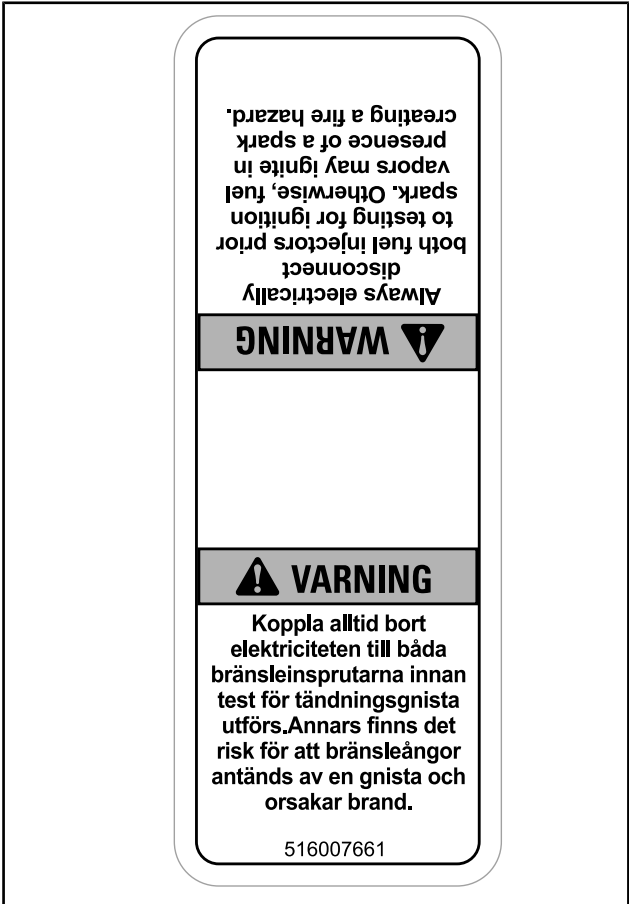 WARNING
Always electrically
disconnect
both fuel injectors prior
to testing for ignition
spark. Otherwise, fuel
vapors may ignite in
presence of a spark
creating a fire hazard.
VARNING
Koppla alltid bort
elektriciteten till båda
bränsleinsprutarna innan
test för tändningsgnista
utförs.Annars finns det
risk för att bränsleångor
antänds av en gnista och
orsakar brand.
516007661